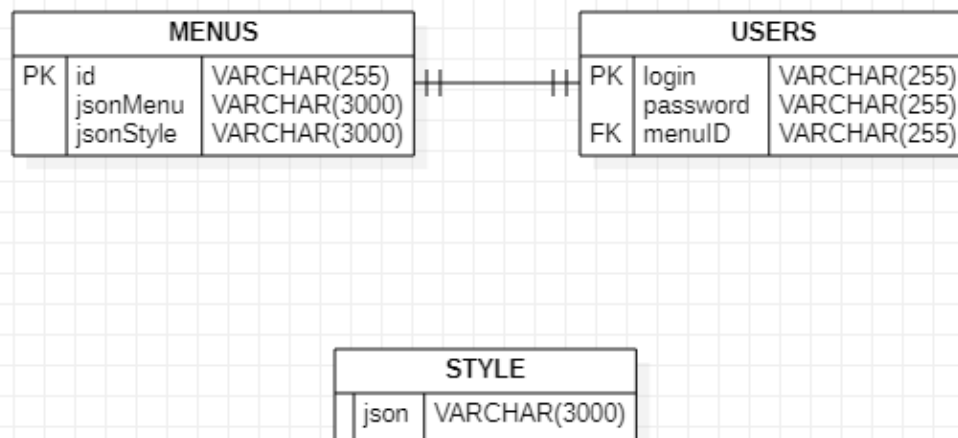 MENUS
PK id VARCHAR(255)
jsonMenu VARCHAR(3000)
jsonStyle VARCHAR(3000)
USERS
PK login VARCHAR(255)
password VARCHAR(255)
FK menuID VARCHAR(255)
STYLE
json VARCHAR(3000)